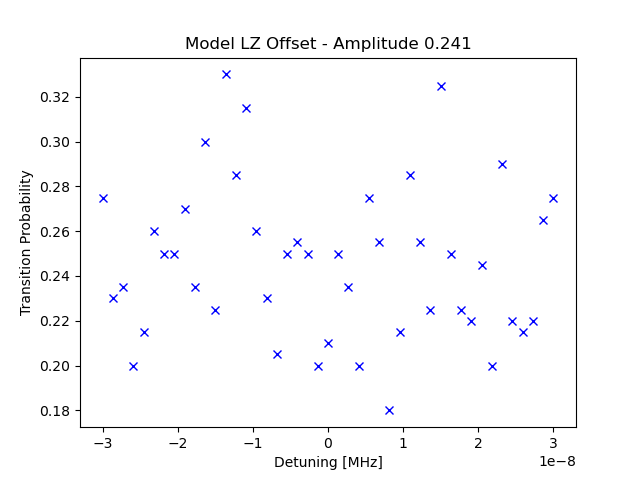 Model LZ Offset - Amplitude 0.241
Transition Probability
0.32
0.30
0.28
0.26
0.24
0.22
0.20
0.18
−3 −2 −1 0 1 2 3
1e−8
Detuning [MHz]